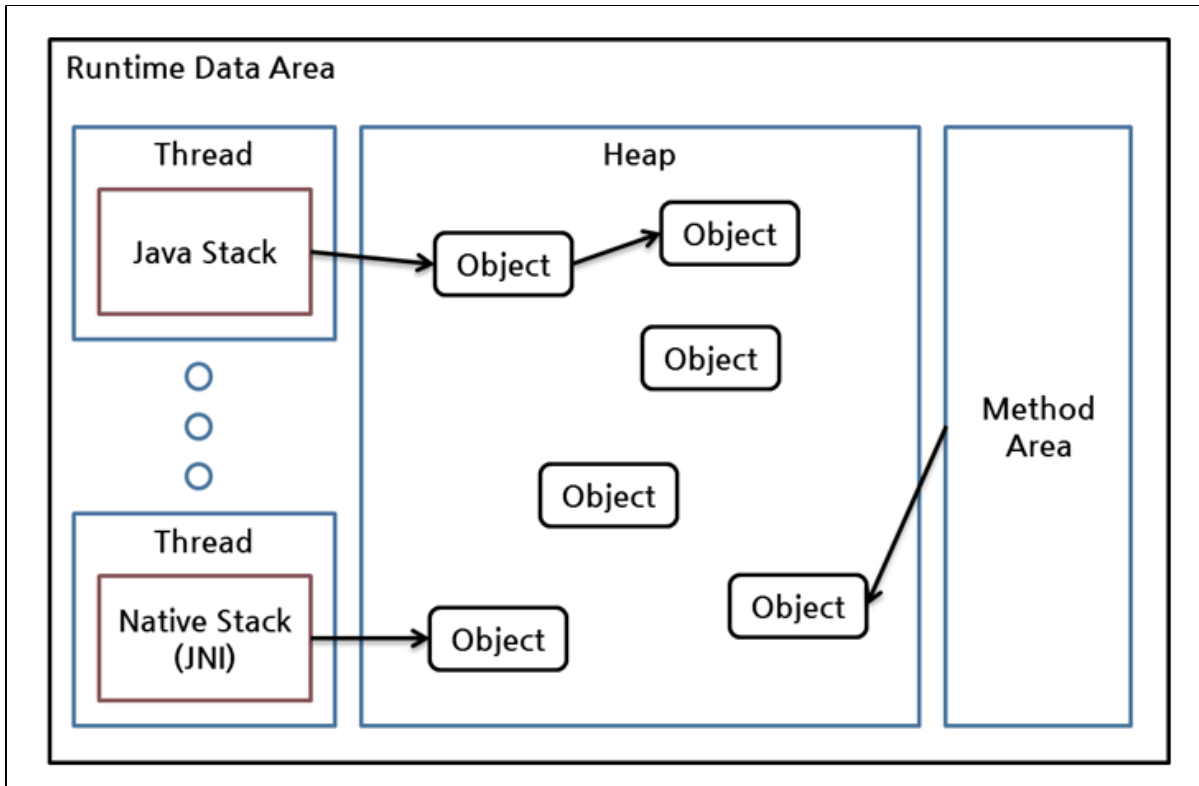 Runtime Data Area
Thread
Java Stack
Heap
Object
Object
Object
Object
Object
Object
Thread
Native Stack
(JNI)
Method
Area